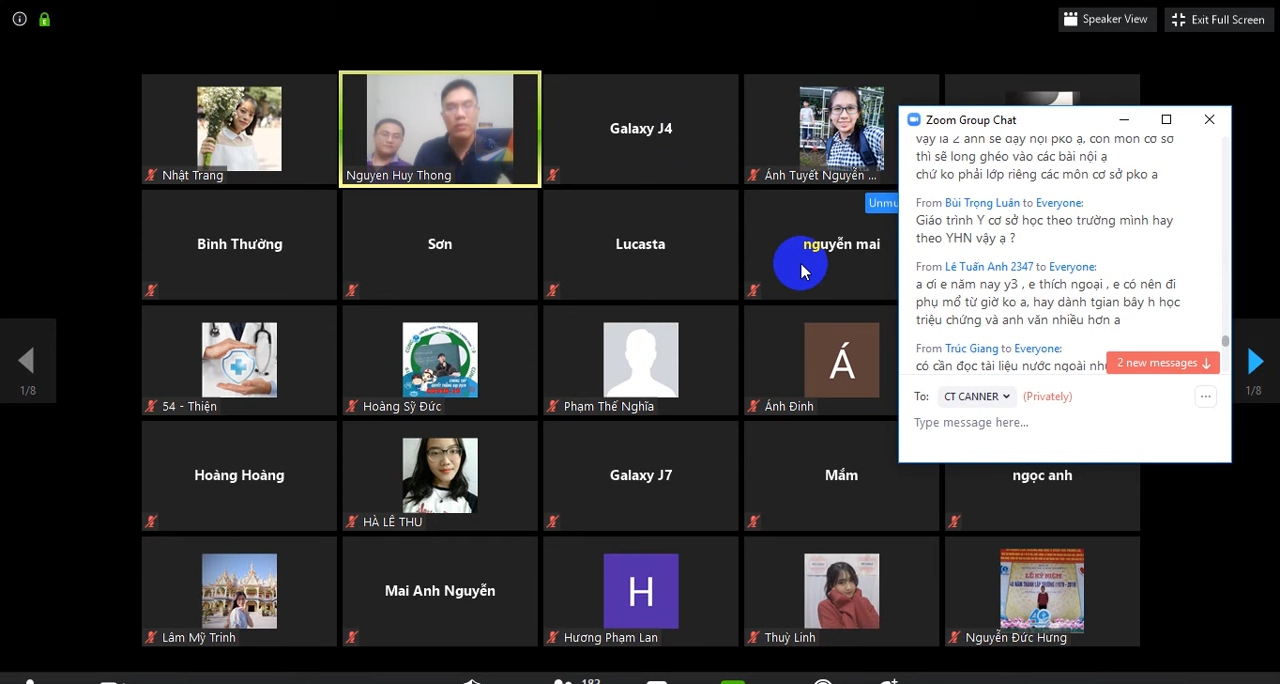 Speaker View
Exit Full Screen
Nhật Trang
Nguyen Huy Thong
Galaxy J4
Ánh Tuyết Nguyễn ...
Bình Thường
Sơn
Lucasta
nguyễn mai
Unmu
54 - Thiện
Hoàng Sỹ Đức
Phạm Thế Nghĩa
Á
Ánh Đinh
Hoàng Hoàng
HÀ LÊ THU
Galaxy J7
Mắm
ngọc anh
Lâm Mỹ Trinh
Mai Anh Nguyễn
H
Hương Phạm Lan
Thuỳ Linh
LỄ KỶ NIỆM
Nguyễn Đức Hưng
1/8
1/8
182
Zoom Group Chat
vậy là 2 anh sẽ dạy nội pko ạ, còn môn cơ sở
thì sẽ lồng ghéo vào các bài nội ạ
chứ ko phải lớp riêng các môn cơ sở pko a
From Bùi Trọng Luân to Everyone:
Giáo trình Y cơ sở học theo trường mình hay
theo YHN vậy ạ ?
From Lê Tuấn Anh 2347 to Everyone:
a ơi e năm nay y3 , e thích ngoại , e có nên đi
phụ mổ từ giờ ko ạ, hay dành tgian bây h học
triệu chứng và anh văn nhiều hơn a
From Trúc Giang to Everyone:
có cần đọc tài liệu nước ngoài
2 new messages
To: CT CANNER (Privately)
Type message here...